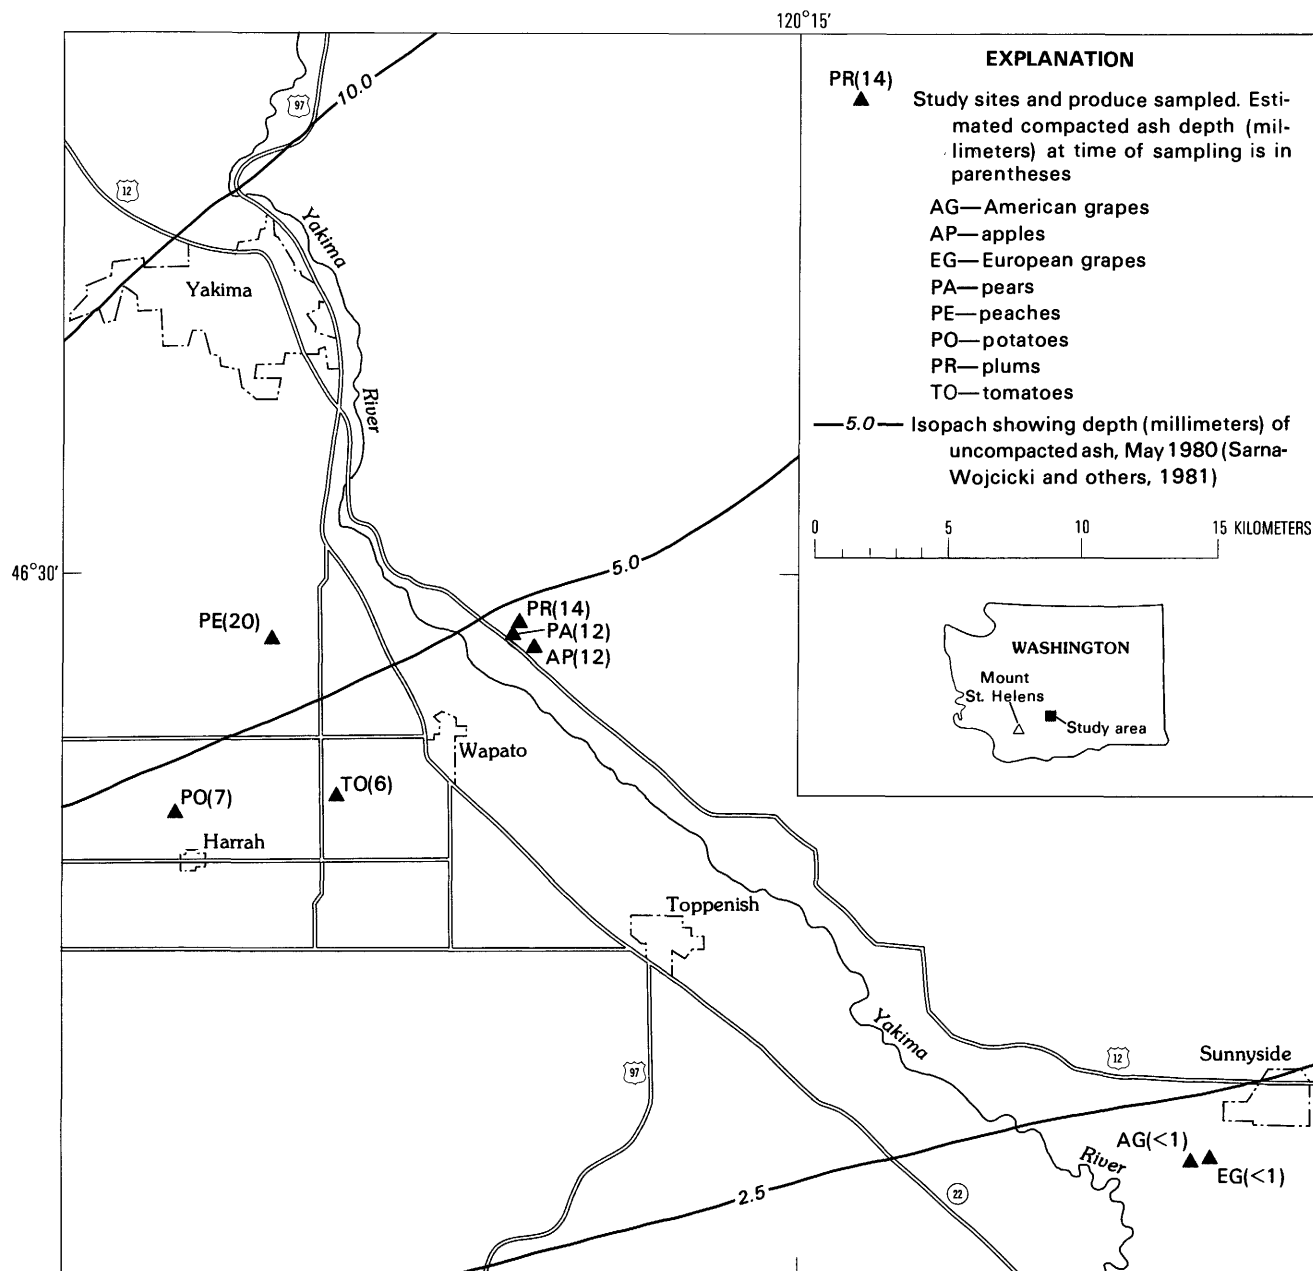 120°15′
EXPLANATION
PR(14)
Study sites and produce sampled. Esti-
mated compacted ash depth (mil-
limeters) at time of sampling is in
parentheses
AG—American grapes
AP—apples
EG—European grapes
PA—pears
PE—peaches
PO—potatoes
PR—plums
TO—tomatoes
5.0 Isopach showing depth (millimeters) of
uncompacted ash, May 1980 (Sarna-
Wojcicki and others, 1981)
0 5 10 15 KILOMETERS
WASHINGTON
Mount
St. Helens
Study area
10.0
97
12
Yakima
River
Yakima
46°30′
5.0
PE(20)
PR(14)
PA(12)
AP(12)
Wapato
PO(7)
TO(6)
Harrah
Toppenish
Yakima
River
97
12
Sunnyside
AG(<1)
EG(<1)
2.5
22